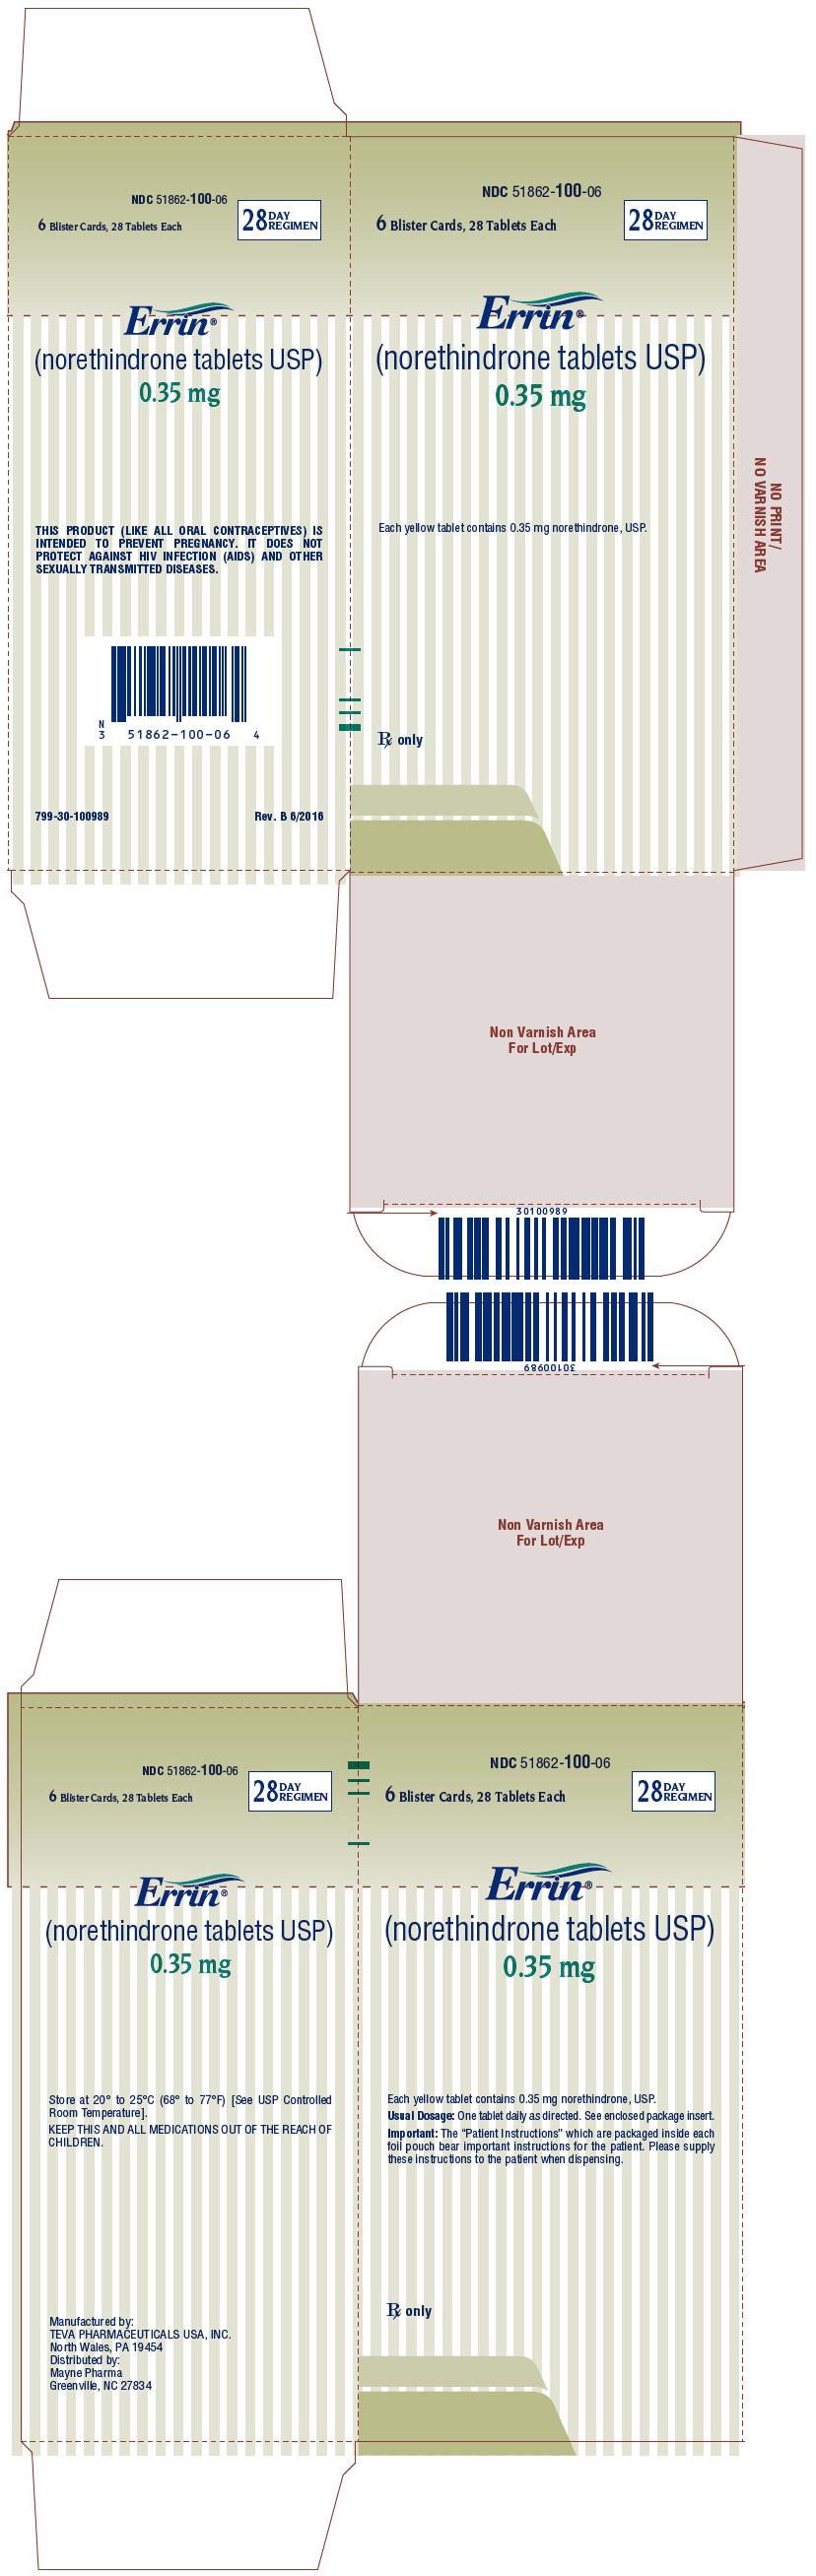 NDC 51862-100-06
6 Blister Cards, 28 Tablets Each
28 DAY REGIMEN
Errin®
(norethindrone tablets USP)
0.35 mg
THIS PRODUCT (LIKE ALL ORAL CONTRACEPTIVES) IS
INTENDED TO PREVENT PREGNANCY. IT DOES NOT
PROTECT AGAINST HIV INFECTION (AIDS) AND OTHER
SEXUALLY TRANSMITTED DISEASES.
N
3 51862-100-06 4
799-30-100989 Rev. B 6/2016
NDC 51862-100-06
6 Blister Cards, 28 Tablets Each
28 DAY REGIMEN
Errin®
(norethindrone tablets USP)
0.35 mg
Each yellow tablet contains 0.35 mg norethindrone, USP.
℞ only
NO PRINT/
NO VARNISH AREA
Non Varnish Area
For Lot/Exp
30100989
30100989
Non Varnish Area
For Lot/Exp
NDC 51862-100-06
6 Blister Cards, 28 Tablets Each
28 DAY REGIMEN
Errin®
(norethindrone tablets USP)
0.35 mg
Store at 20° to 25°C (68° to 77°F) [See USP Controlled
Room Temperature].
KEEP THIS AND ALL MEDICATIONS OUT OF THE REACH OF
CHILDREN.
Manufactured by:
TEVA PHARMACEUTICALS USA, INC.
North Wales, PA 19454
Distributed by:
Mayne Pharma
Greenville, NC 27834
NDC 51862-100-06
6 Blister Cards, 28 Tablets Each
28 DAY REGIMEN
Errin®
(norethindrone tablets USP)
0.35 mg
Each yellow tablet contains 0.35 mg norethindrone, USP.
Usual Dosage: One tablet daily as directed. See enclosed package insert.
Important: The “Patient Instructions” which are packaged inside each
foil pouch bear important instructions for the patient. Please supply
these instructions to the patient when dispensing.
℞ only